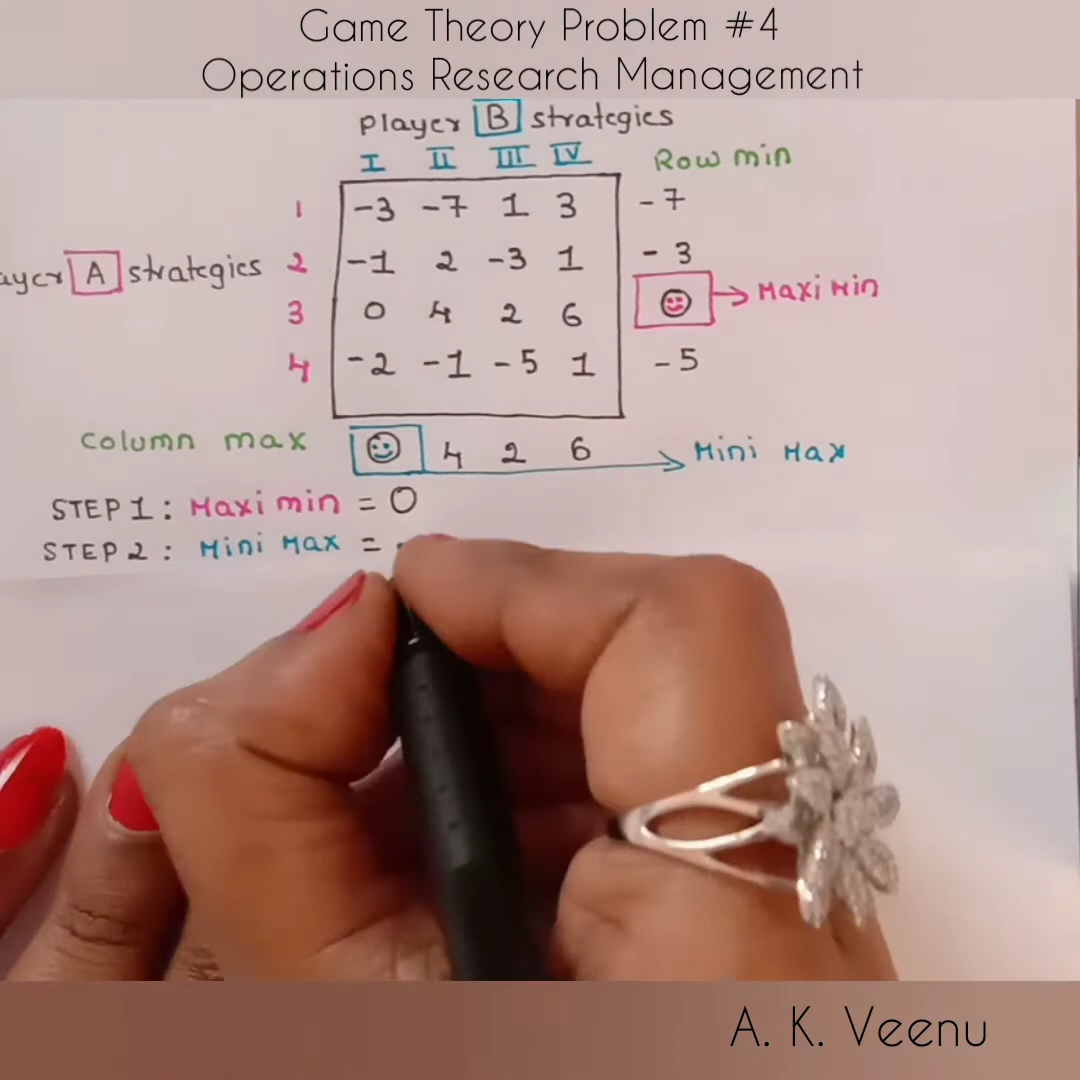 Game Theory Problem #4
Operations Research Management
Player B strategies
I II III IV Row min
1 -3 -7 1 3 -7
2 -1 2 -3 1 -3
ayer A strategies
3 0 4 2 6 → Maxi min
4 -2 -1 -5 1 -5
Column max 4 2 6 → Mini Max
STEP 1: Maxi min = 0
STEP 2: Mini Max =
A. K. Veenu